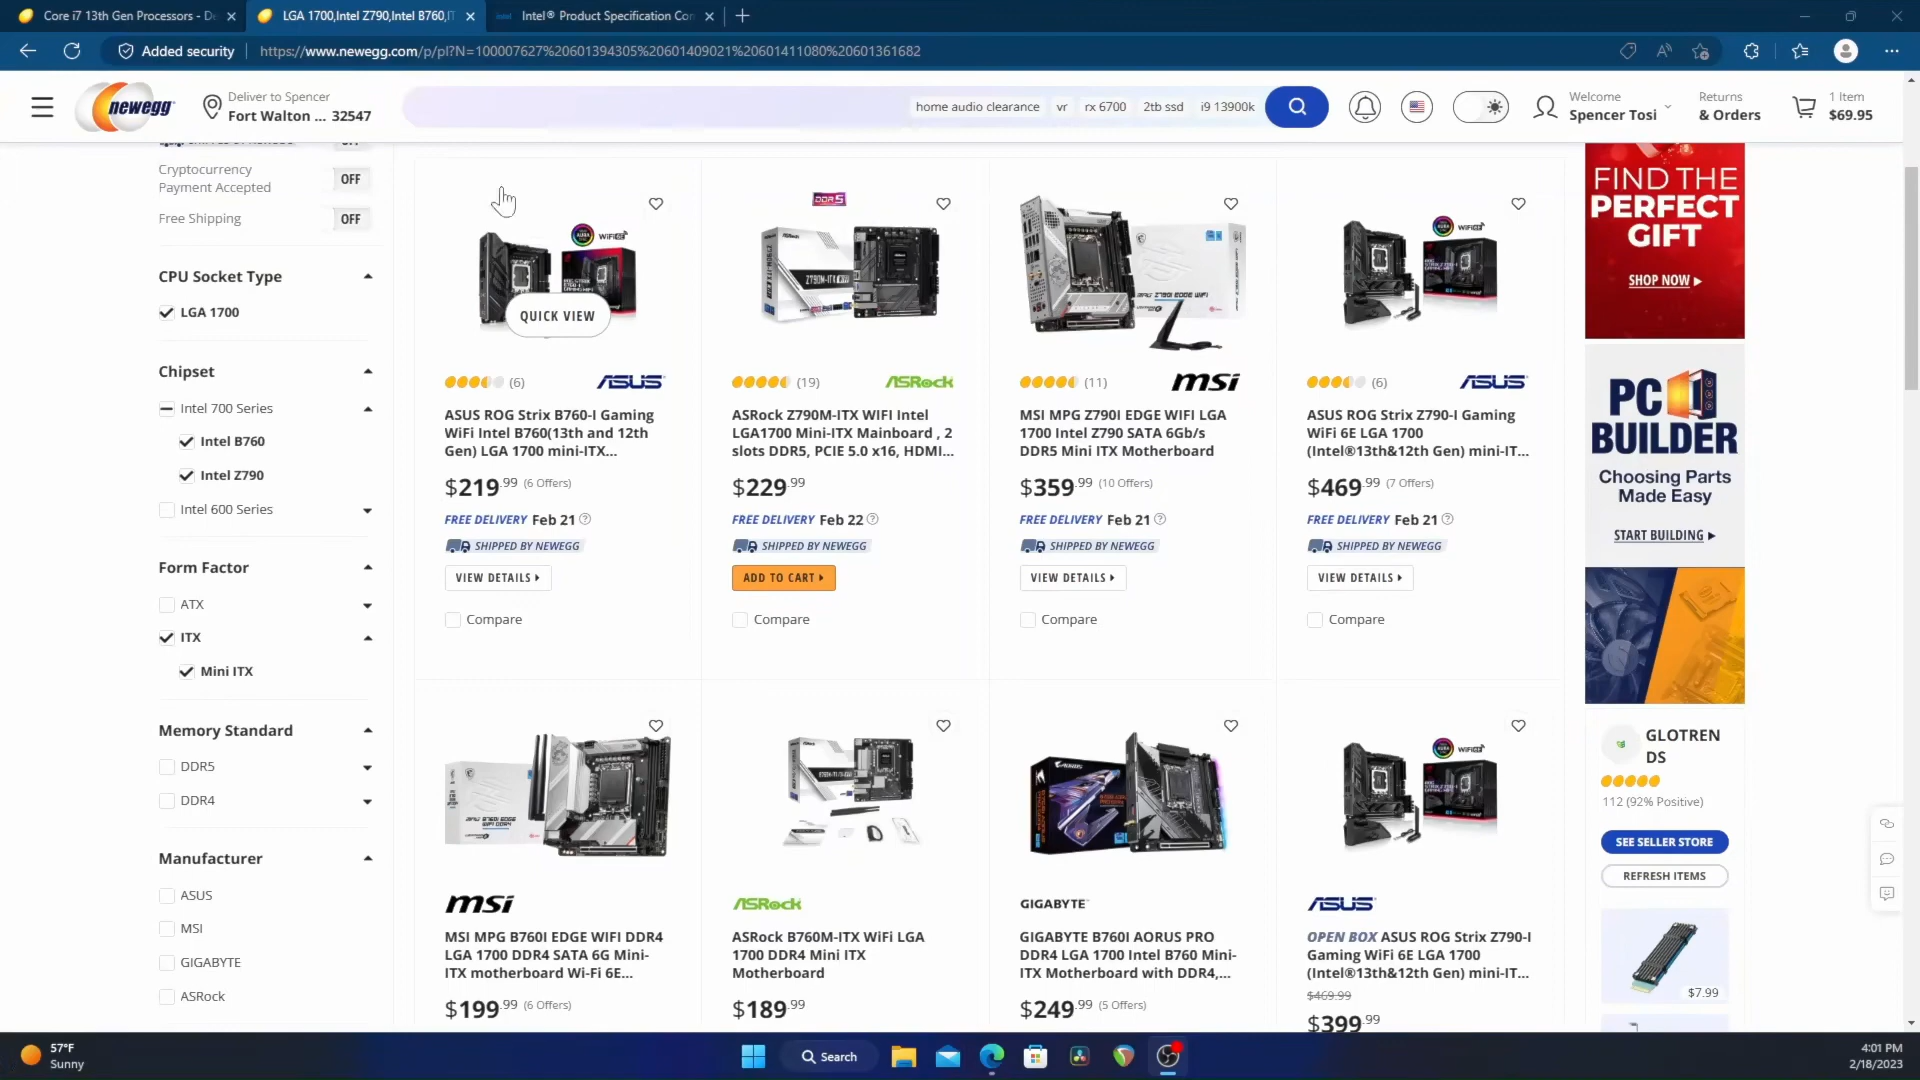 Core i7 13th Gen Processors - De
LGA 1700,Intel Z790,Intel B760,IT
Intel® Product Specification Con
Added security
https://www.newegg.com/p/pl?N=100007627%20601394305%20601409021%20601411080%20601361682
newegg
Deliver to Spencer
Fort Walton ... 32547
home audio clearance
vr
rx 6700
2tb ssd
i9 13900k
Welcome
Spencer Tosi
Returns
& Orders
1 Item
$69.95
Cryptocurrency
Payment Accepted
OFF
Free Shipping
OFF
CPU Socket Type
LGA 1700
Chipset
Intel 700 Series
Intel B760
Intel Z790
Intel 600 Series
Form Factor
ATX
ITX
Mini ITX
Memory Standard
DDR5
DDR4
Manufacturer
ASUS
MSI
GIGABYTE
ASRock
QUICK VIEW
(6)
ASUS
ASUS ROG Strix B760-I Gaming
WiFi Intel B760(13th and 12th
Gen) LGA 1700 mini-ITX...
$219.99 (6 Offers)
FREE DELIVERY Feb 21
SHIPPED BY NEWEGG
VIEW DETAILS
Compare
DDR5
(19)
ASRock
ASRock Z790M-ITX WIFI Intel
LGA1700 Mini-ITX Mainboard , 2
slots DDR5, PCIE 5.0 x16, HDMI...
$229.99
FREE DELIVERY Feb 22
SHIPPED BY NEWEGG
ADD TO CART
Compare
(11)
msi
MSI MPG Z790I EDGE WIFI LGA
1700 Intel Z790 SATA 6Gb/s
DDR5 Mini ITX Motherboard
$359.99 (10 Offers)
FREE DELIVERY Feb 21
SHIPPED BY NEWEGG
VIEW DETAILS
Compare
(6)
ASUS
ASUS ROG Strix Z790-I Gaming
WiFi 6E LGA 1700
(Intel®13th&12th Gen) mini-IT...
$469.99 (7 Offers)
FREE DELIVERY Feb 21
SHIPPED BY NEWEGG
VIEW DETAILS
Compare
msi
MSI MPG B760I EDGE WIFI DDR4
LGA 1700 DDR4 SATA 6G Mini-
ITX motherboard Wi-Fi 6E...
$199.99 (6 Offers)
ASRock
ASRock B760M-ITX WiFi LGA
1700 DDR4 Mini ITX
Motherboard
$189.99
GIGABYTE
GIGABYTE B760I AORUS PRO
DDR4 LGA 1700 Intel B760 Mini-
ITX Motherboard with DDR4,...
$249.99 (5 Offers)
ASUS
OPEN BOX ASUS ROG Strix Z790-I
Gaming WiFi 6E LGA 1700
(Intel®13th&12th Gen) mini-IT...
$469.99
$399.99
FIND THE
PERFECT
GIFT
SHOP NOW
PC
BUILDER
Choosing Parts
Made Easy
START BUILDING
GLOTREN
DS
112 (92% Positive)
SEE SELLER STORE
REFRESH ITEMS
$7.99
57°F
Sunny
Search
4:01 PM
2/18/2023